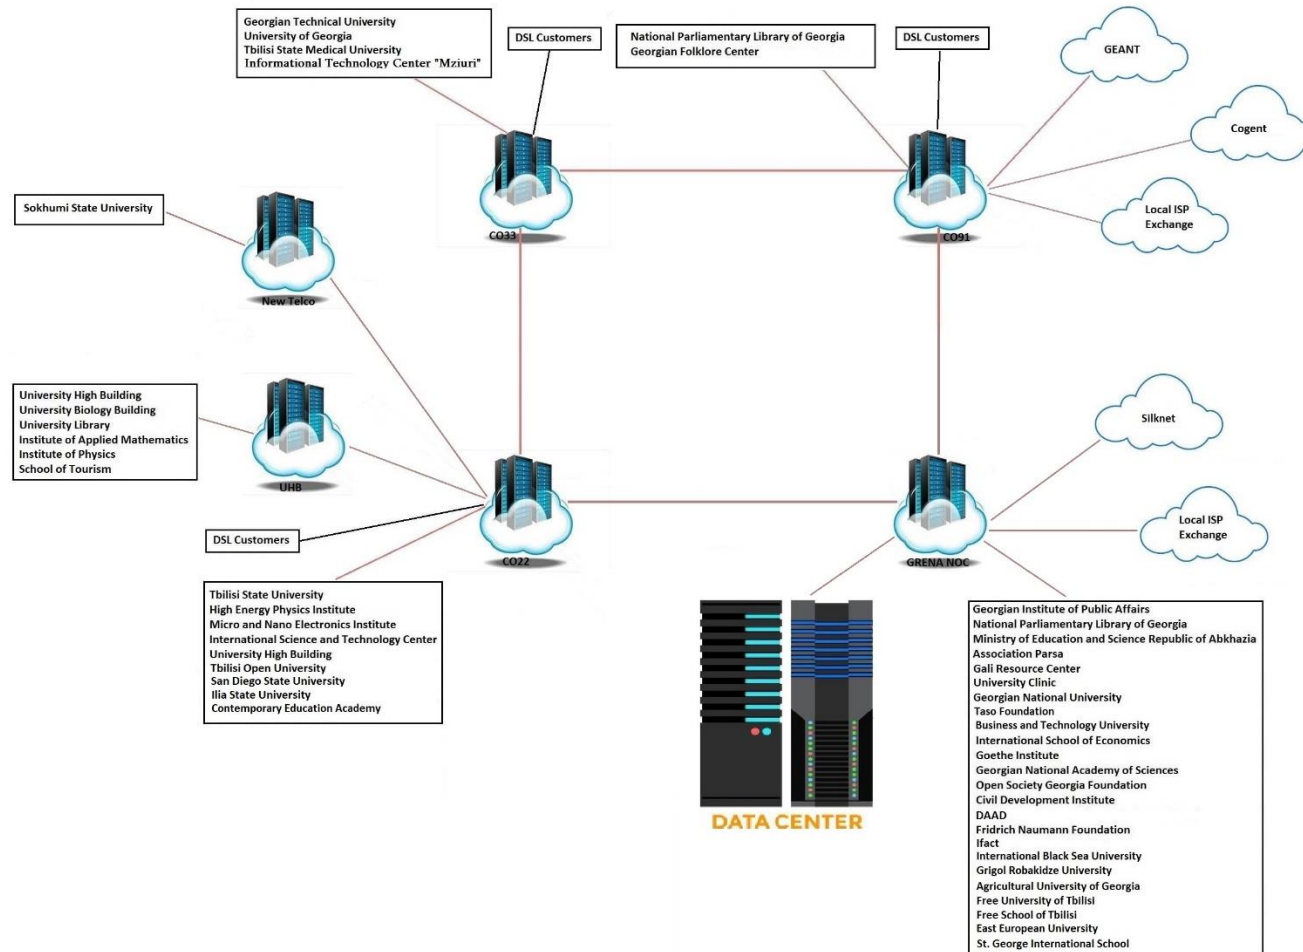 Georgian Technical University
University of Georgia
Tbilisi State Medical University
Informational Technology Center "Mziuri"
DSL Customers
National Parliamentary Library of Georgia
Georgian Folklore Center
DSL Customers
GEANT
Cogent
Local ISP
Exchange
CO33
CO91
Sokhumi State University
New Telco
University High Building
University Biology Building
University Library
Institute of Applied Mathematics
Institute of Physics
School of Tourism
UHB
Silknet
Local ISP
Exchange
DSL Customers
CO22
GRENA NOC
Tbilisi State University
High Energy Physics Institute
Micro and Nano Electronics Institute
International Science and Technology Center
University High Building
Tbilisi Open University
San Diego State University
Ilia State University
Contemporary Education Academy
DATA CENTER
Georgian Institute of Public Affairs
National Parliamentary Library of Georgia
Ministry of Education and Science Republic of Abkhazia
Association Parsa
Gali Resource Center
University Clinic
Georgian National University
Taso Foundation
Business and Technology University
International School of Economics
Goethe Institute
Georgian National Academy of Sciences
Open Society Georgia Foundation
Civil Development Institute
DAAD
Fridrich Naumann Foundation
Ifact
International Black Sea University
Grigol Robakidze University
Agricultural University of Georgia
Free University of Tbilisi
Free School of Tbilisi
East European University
St. George International School